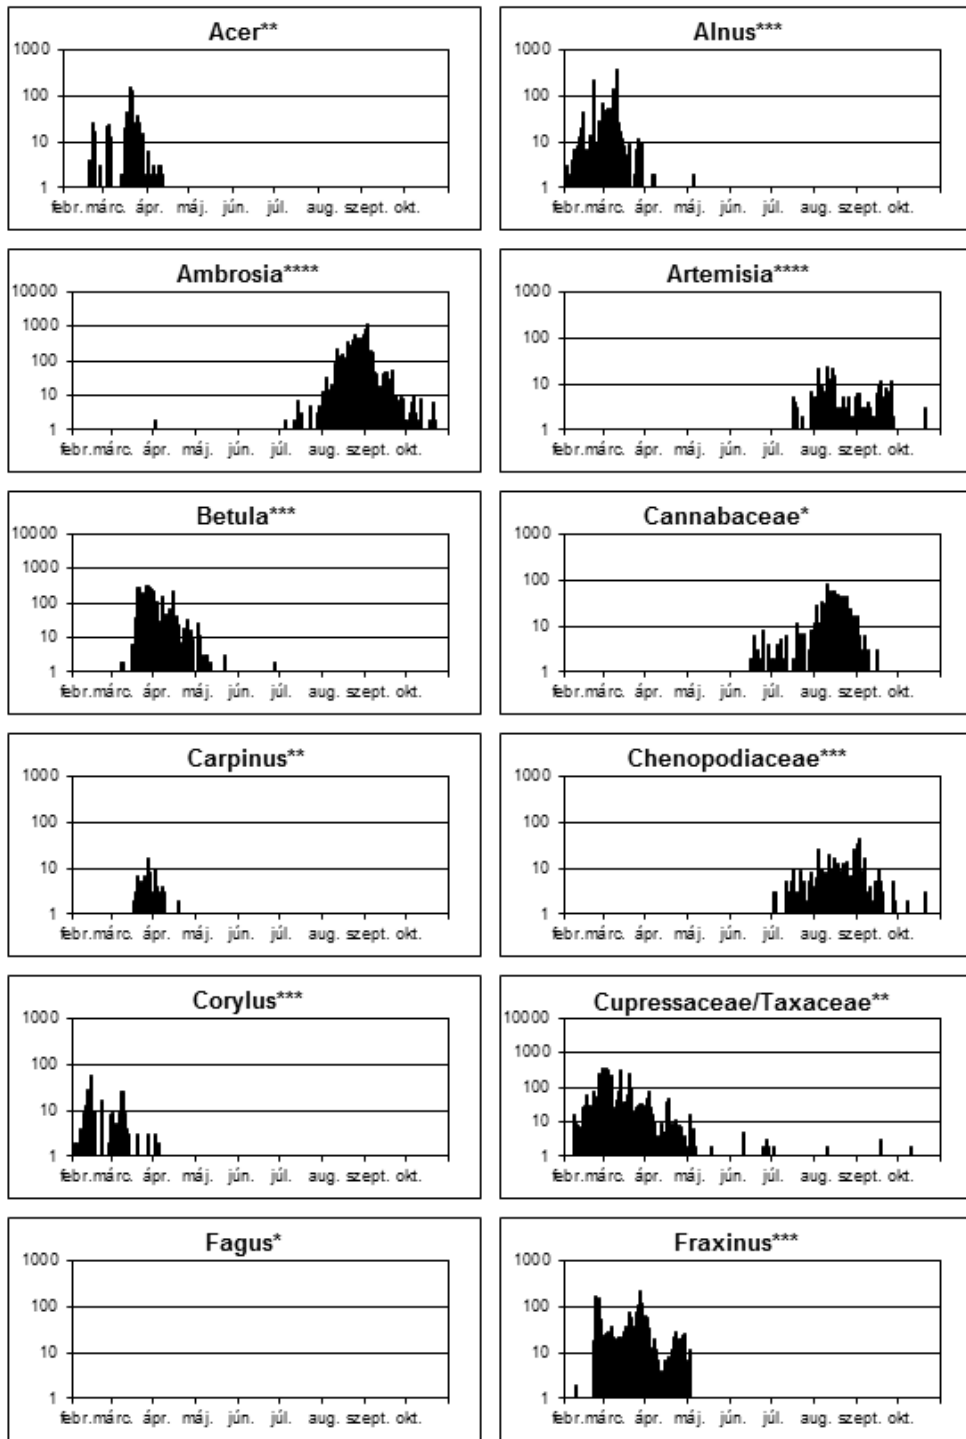 Acer**
1000
100
10
1
febr. márc. ápr. máj. jún. júl. aug. szept. okt.
Alnus***
1000
100
10
1
febr. márc. ápr. máj. jún. júl. aug. szept. okt.
Ambrosia****
10000
1000
100
10
1
febr. márc. ápr. máj. jún. júl. aug. szept. okt.
Artemisia****
1000
100
10
1
febr. márc. ápr. máj. jún. júl. aug. szept. okt.
Betula***
10000
1000
100
10
1
febr. márc. ápr. máj. jún. júl. aug. szept. okt.
Cannabaceae*
1000
100
10
1
febr. márc. ápr. máj. jún. júl. aug. szept. okt.
Carpinus**
1000
100
10
1
febr. márc. ápr. máj. jún. júl. aug. szept. okt.
Chenopodiaceae***
1000
100
10
1
febr. márc. ápr. máj. jún. júl. aug. szept. okt.
Corylus***
1000
100
10
1
febr. márc. ápr. máj. jún. júl. aug. szept. okt.
Cupressaceae/Taxaceae**
10000
1000
100
10
1
febr. márc. ápr. máj. jún. júl. aug. szept. okt.
Fagus*
1000
100
10
1
febr. márc. ápr. máj. jún. júl. aug. szept. okt.
Fraxinus***
1000
100
10
1
febr. márc. ápr. máj. jún. júl. aug. szept. okt.